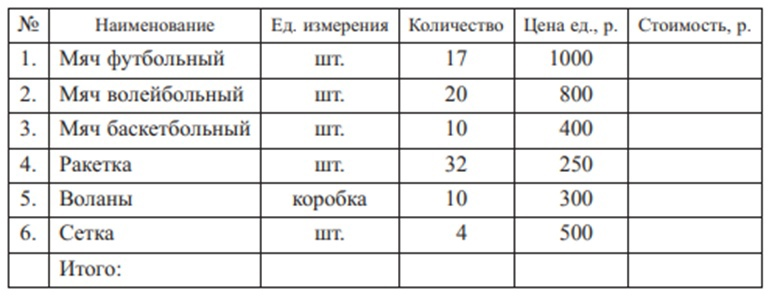 № Наименование Ед. измерения Количество Цена ед., р. Стоимость, р.
1. Мяч футбольный шт. 17 1000
2. Мяч волейбольный шт. 20 800
3. Мяч баскетбольный шт. 10 400
4. Ракетка шт. 32 250
5. Воланы коробка 10 300
6. Сетка шт. 4 500
Итого: